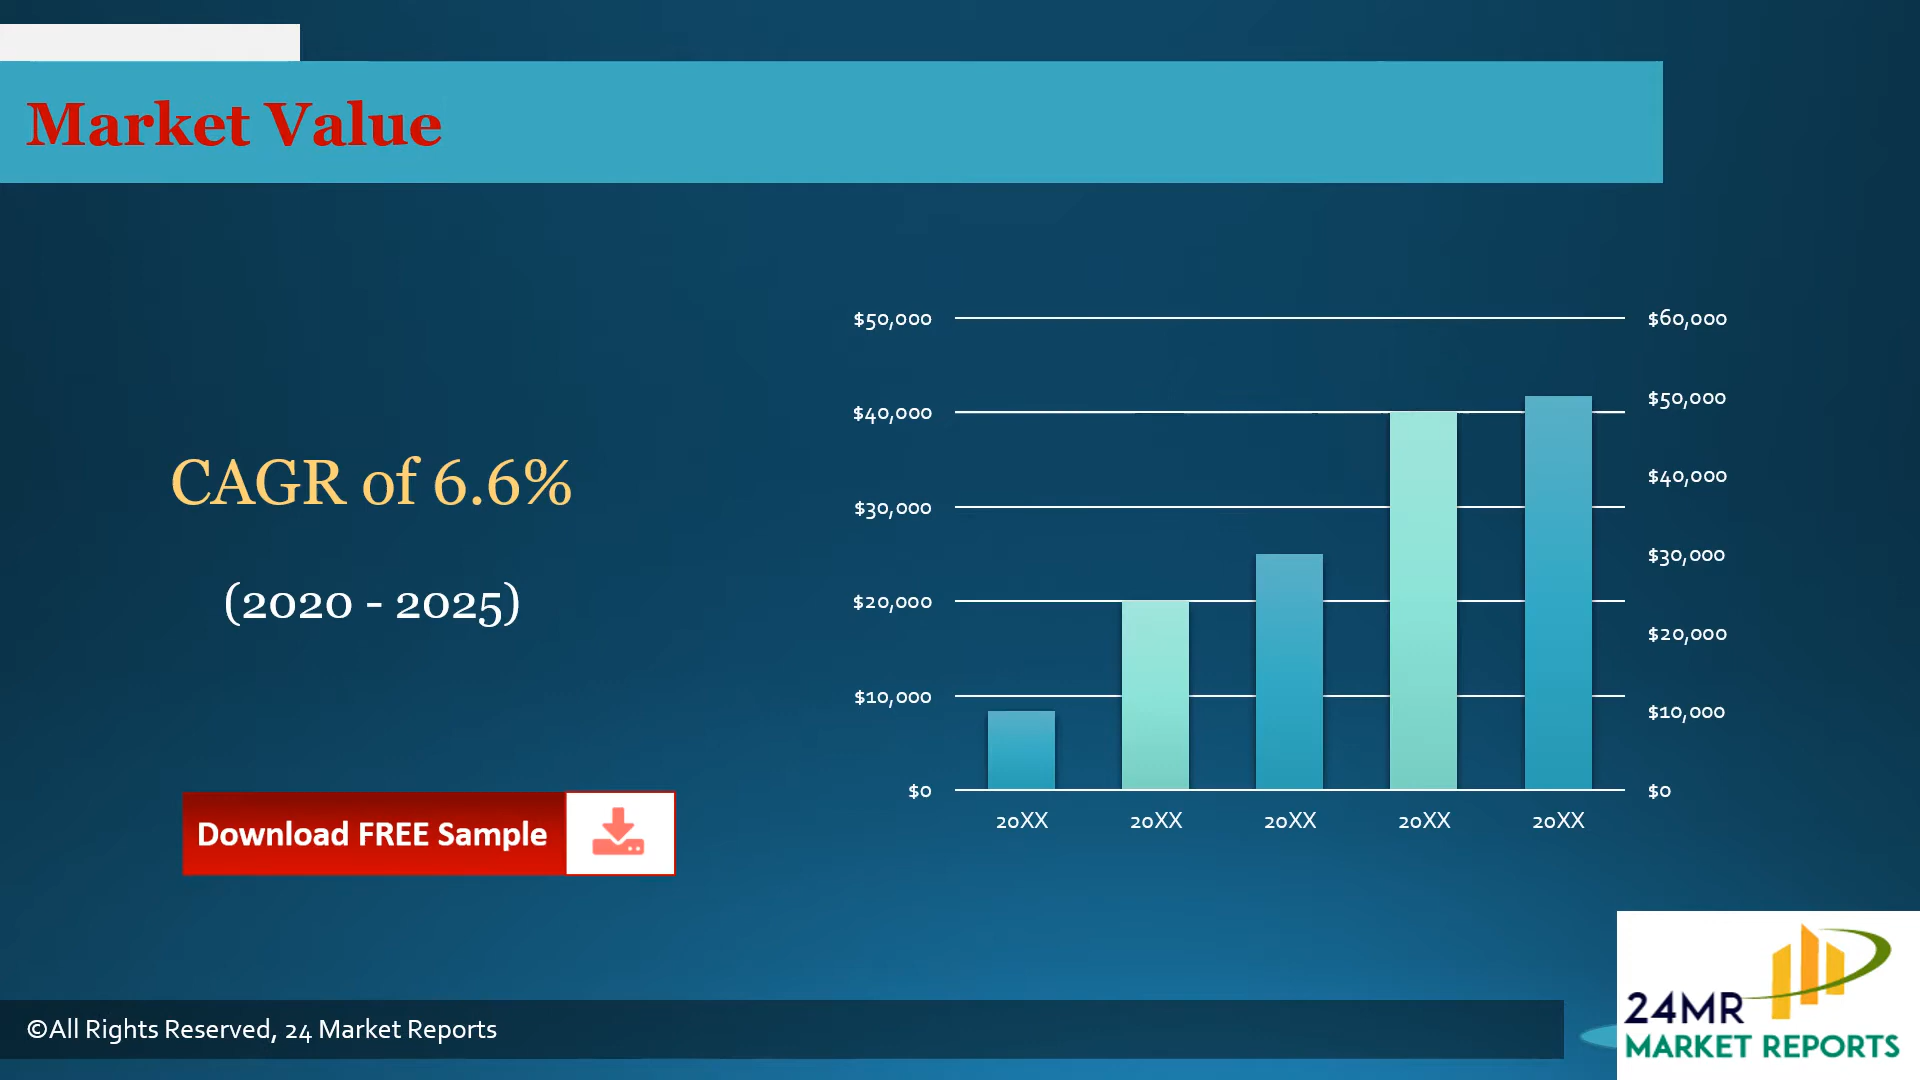 Market Value
CAGR of 6.6%
(2020 - 2025)
Download FREE Sample
$50,000
$40,000
$30,000
$20,000
$10,000
$0
$60,000
$50,000
$40,000
$30,000
$20,000
$10,000
$0
20XX 20XX 20XX 20XX 20XX
©All Rights Reserved, 24 Market Reports
24MR
MARKET REPORTS